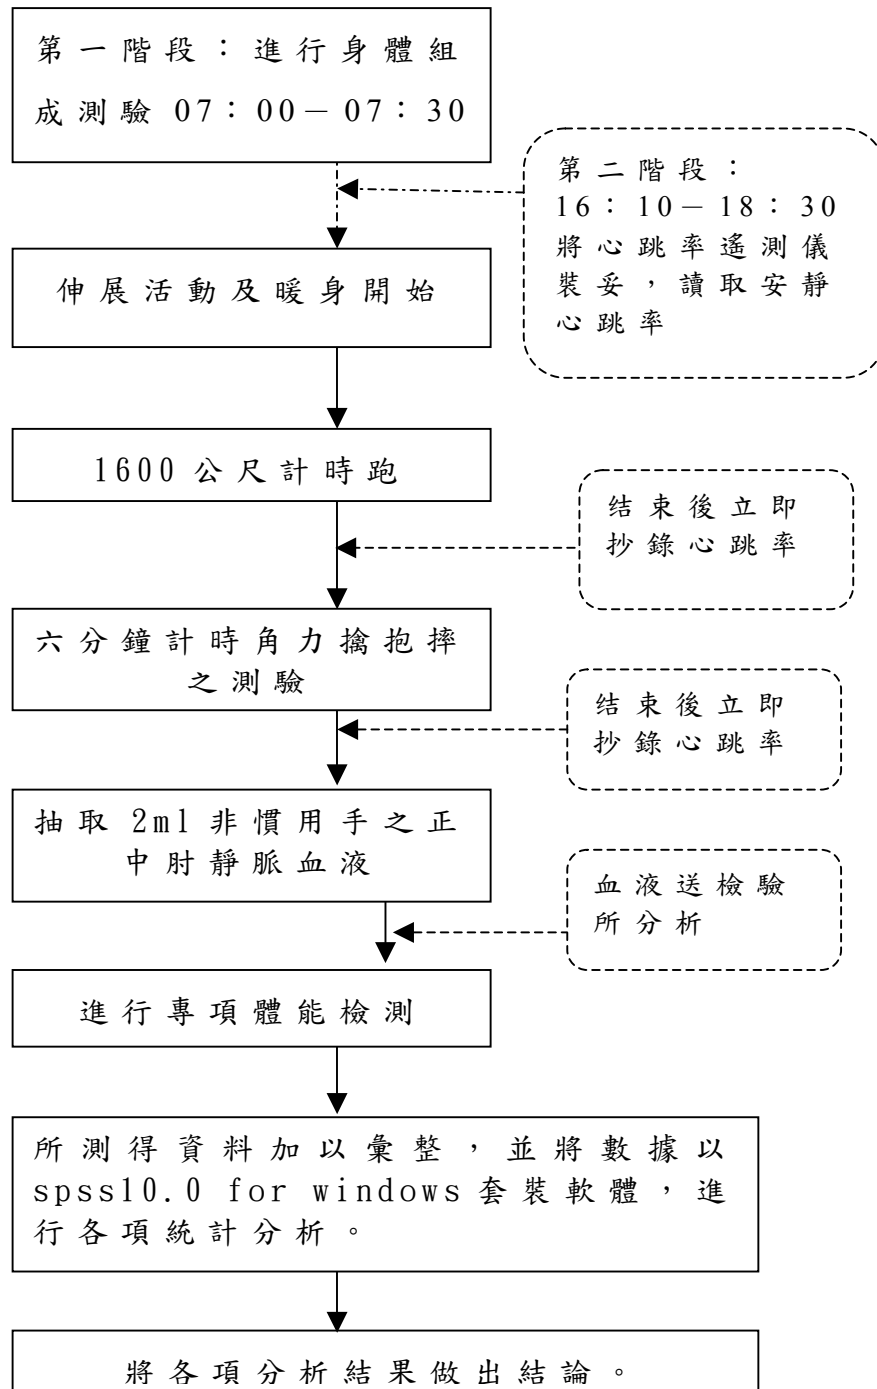 第一階段：進行身體組
成測驗 07：00－07：30
第二階段：
16：10－18：30
將心跳率遙測儀
裝妥，讀取安靜
心跳率
伸展活動及暖身開始
1600 公尺計時跑
结束後立即
抄錄心跳率
六分鐘計時角力擒抱摔
之測驗
结束後立即
抄錄心跳率
抽取 2ml 非慣用手之正
中肘靜脈血液
血液送檢驗
所分析
進行專項體能檢測
所測得資料加以彙整，並將數據以
spss10.0 for windows 套裝軟體，進
行各項統計分析。
將各項分析結果做出結論。